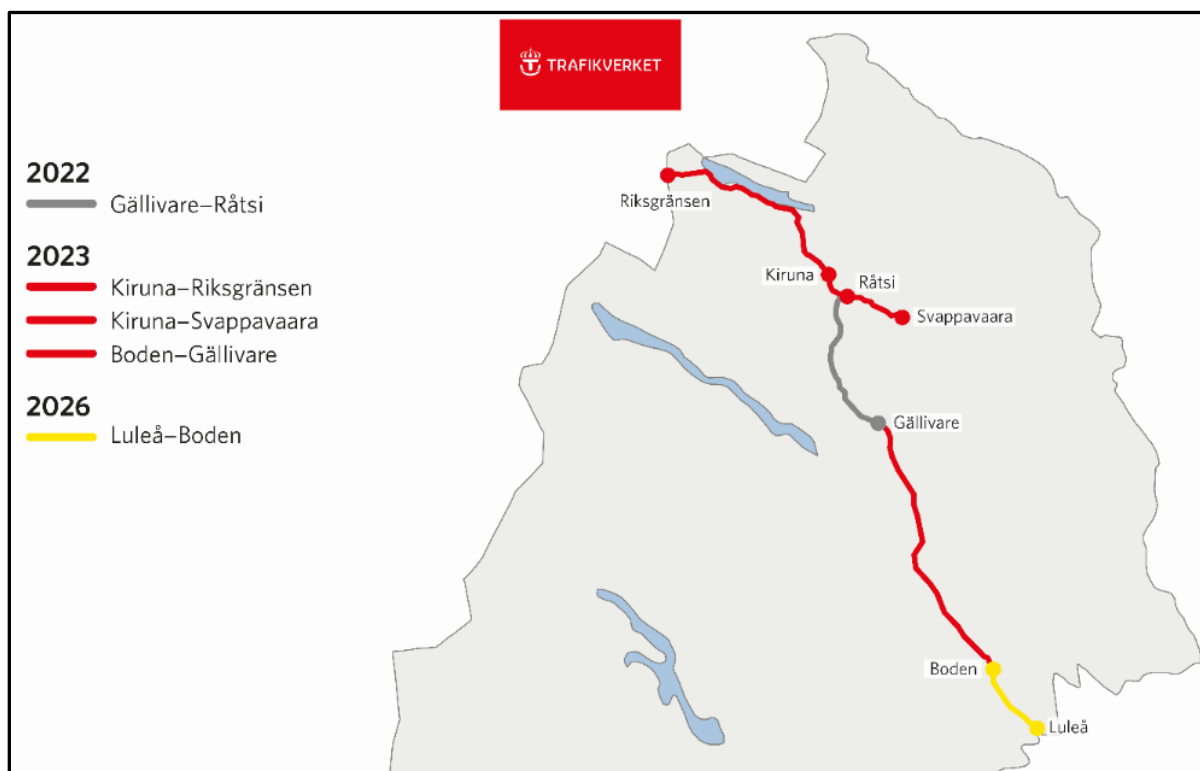 TRAFIKVERKET
2022
Gällivare–Råtsi
2023
Kiruna–Riksgränsen
Kiruna–Svappavaara
Boden–Gällivare
2026
Luleå–Boden
Riksgränsen
Kiruna
Råtsi
Svappavaara
Gällivare
Boden
Luleå